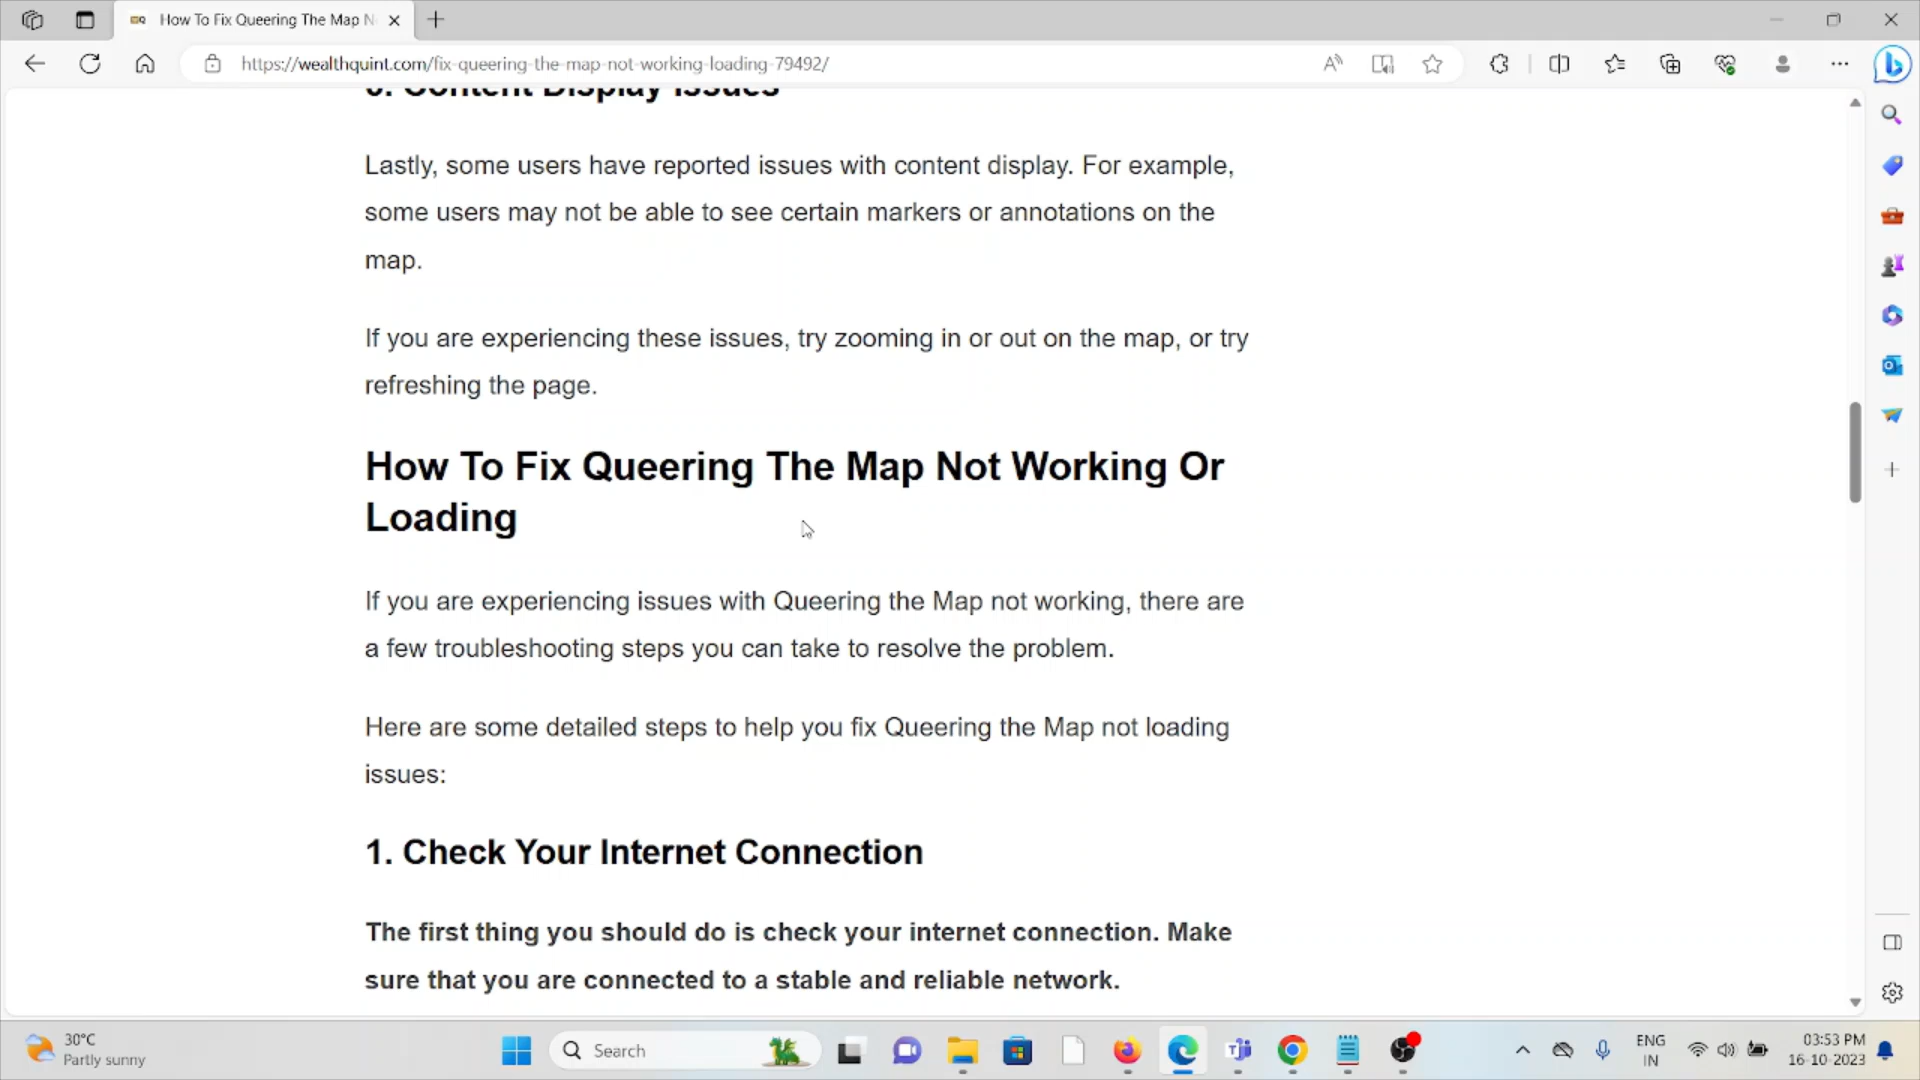 How To Fix Queering The Map N
https://wealthquint.com/fix-queering-the-map-not-working-loading-79492/
Content Display Issues
Lastly, some users have reported issues with content display. For example,
some users may not be able to see certain markers or annotations on the
map.
If you are experiencing these issues, try zooming in or out on the map, or try
refreshing the page.
How To Fix Queering The Map Not Working Or
Loading
If you are experiencing issues with Queering the Map not working, there are
a few troubleshooting steps you can take to resolve the problem.
Here are some detailed steps to help you fix Queering the Map not loading
issues:
1. Check Your Internet Connection
The first thing you should do is check your internet connection. Make
sure that you are connected to a stable and reliable network.
30°C
Partly sunny
Search
ENG
IN
03:53 PM
16-10-2023